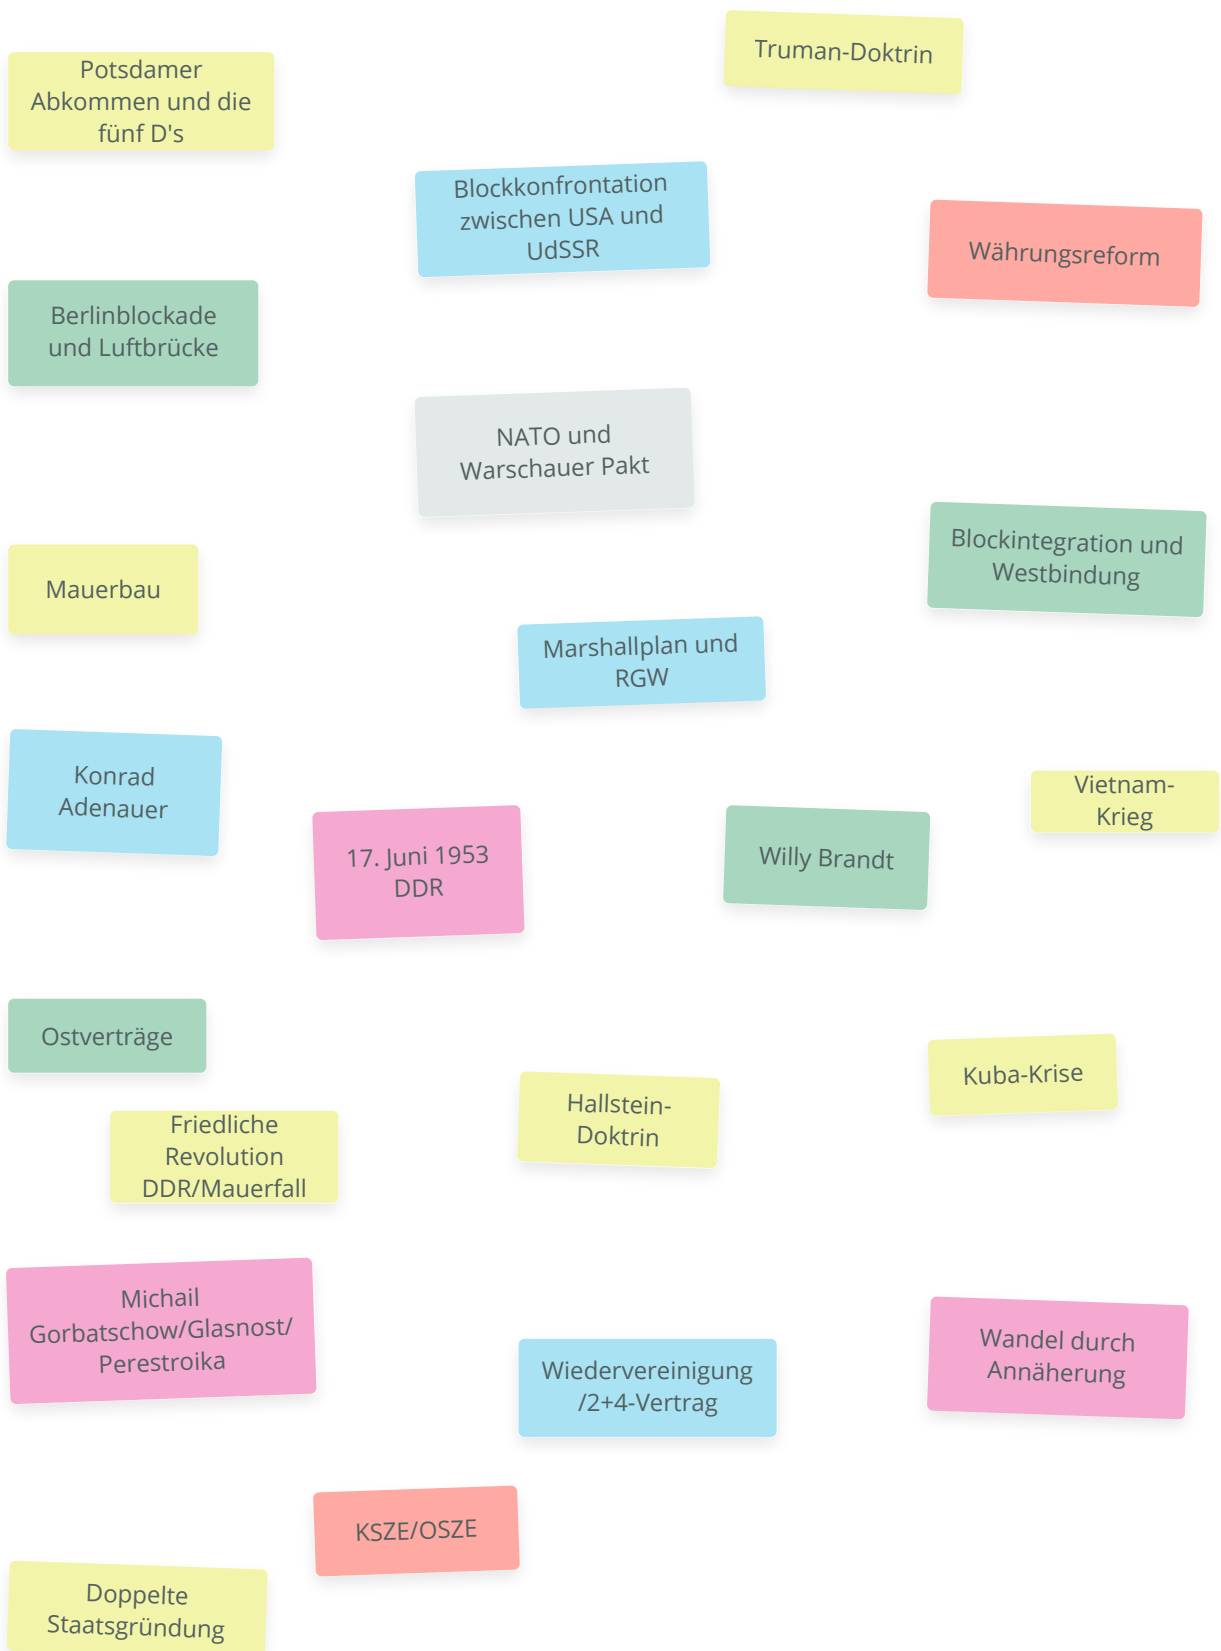 Truman-Doktrin
Potsdamer
Abkommen und die
fünf D's
Blockkonfrontation
zwischen USA und
UdSSR
Währungsreform
Berlinblockade
und Luftbrücke
NATO und
Warschauer Pakt
Blockintegration und
Westbindung
Mauerbau
Marshallplan und
RGW
Konrad
Adenauer
Vietnam-
Krieg
17. Juni 1953
DDR
Willy Brandt
Ostverträge
Kuba-Krise
Hallstein-
Doktrin
Friedliche
Revolution
DDR/Mauerfall
Michail
Gorbatschow/Glasnost/
Perestroika
Wandel durch
Annäherung
Wiedervereinigung
/2+4-Vertrag
KSZE/OSZE
Doppelte
Staatsgründung